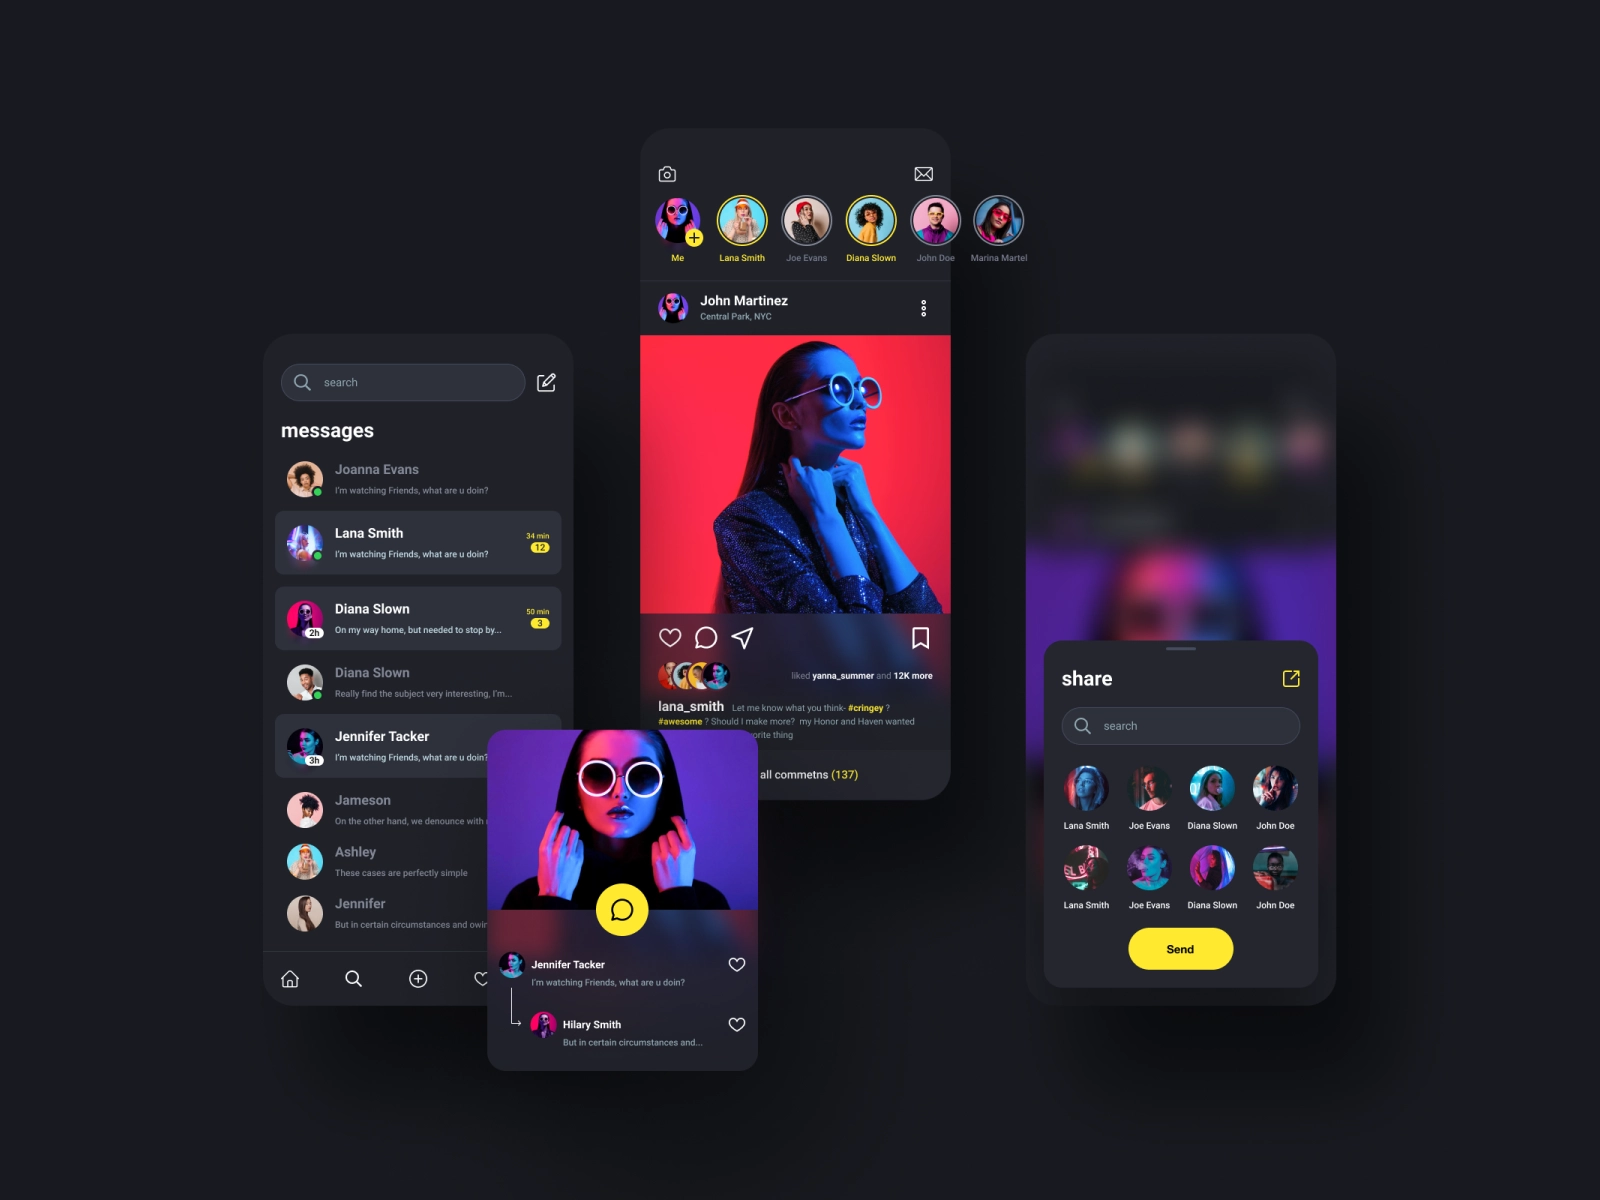 search
messages
Joanna Evans
I'm watching Friends, what are u doin?
Lana Smith
34 min
I'm watching Friends, what are u doin?
12
Diana Slown
50 min
On my way home, but needed to stop by...
3
2h
Diana Slown
Really find the subject very interesting, I'm...
Jennifer Tacker
I'm watching Friends, what are u doin?
3h
Jameson
On the other hand, we denounce with
Ashley
These cases are perfectly simple
Jennifer
But in certain circumstances and owin
Me
Lana Smith
Joe Evans
Diana Slown
John Doe
Marina Martel
John Martinez
Central Park, NYC
liked yanna_summer and 12K more
lana_smith Let me know what you think- #cringey ?
#awesome ? Should I make more? my Honor and Haven wanted
orite thing
all commetns (137)
Jennifer Tacker
I'm watching Friends, what are u doin?
Hilary Smith
But in certain circumstances and...
share
search
Lana Smith
Joe Evans
Diana Slown
John Doe
Lana Smith
Joe Evans
Diana Slown
John Doe
Send